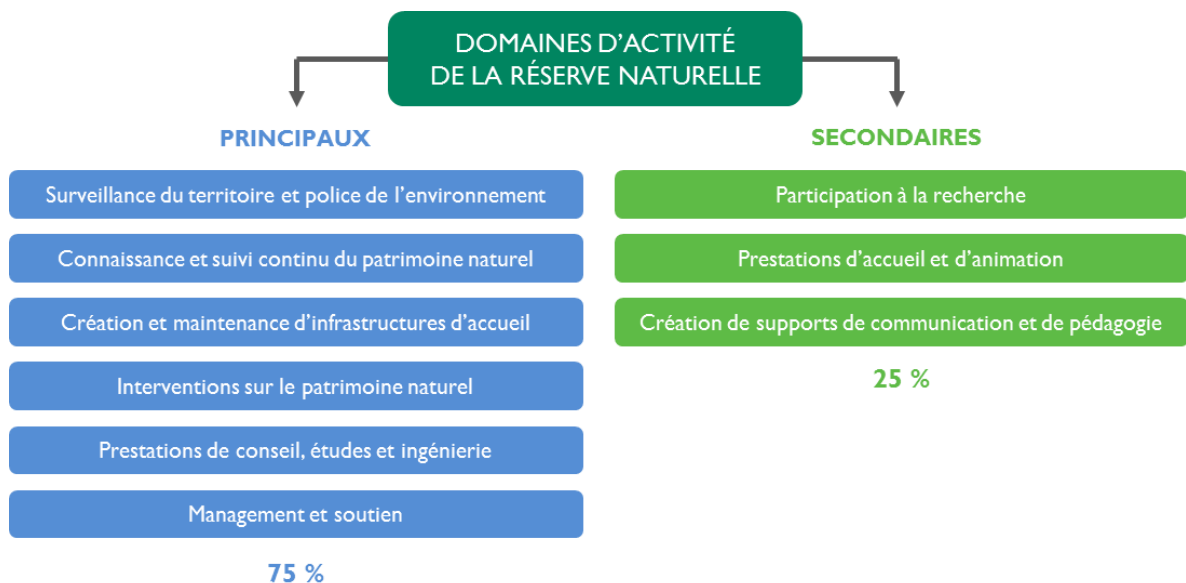 DOMAINES D’ACTIVITÉ
DE LA RÉSERVE NATURELLE
PRINCIPAUX
Surveillance du territoire et police de l’environnement
Connaissance et suivi continu du patrimoine naturel
Création et maintenance d’infrastructures d’accueil
Interventions sur le patrimoine naturel
Prestations de conseil, études et ingénierie
Management et soutien
75 %
SECONDAIRES
Participation à la recherche
Prestations d’accueil et d’animation
Création de supports de communication et de pédagogie
25 %